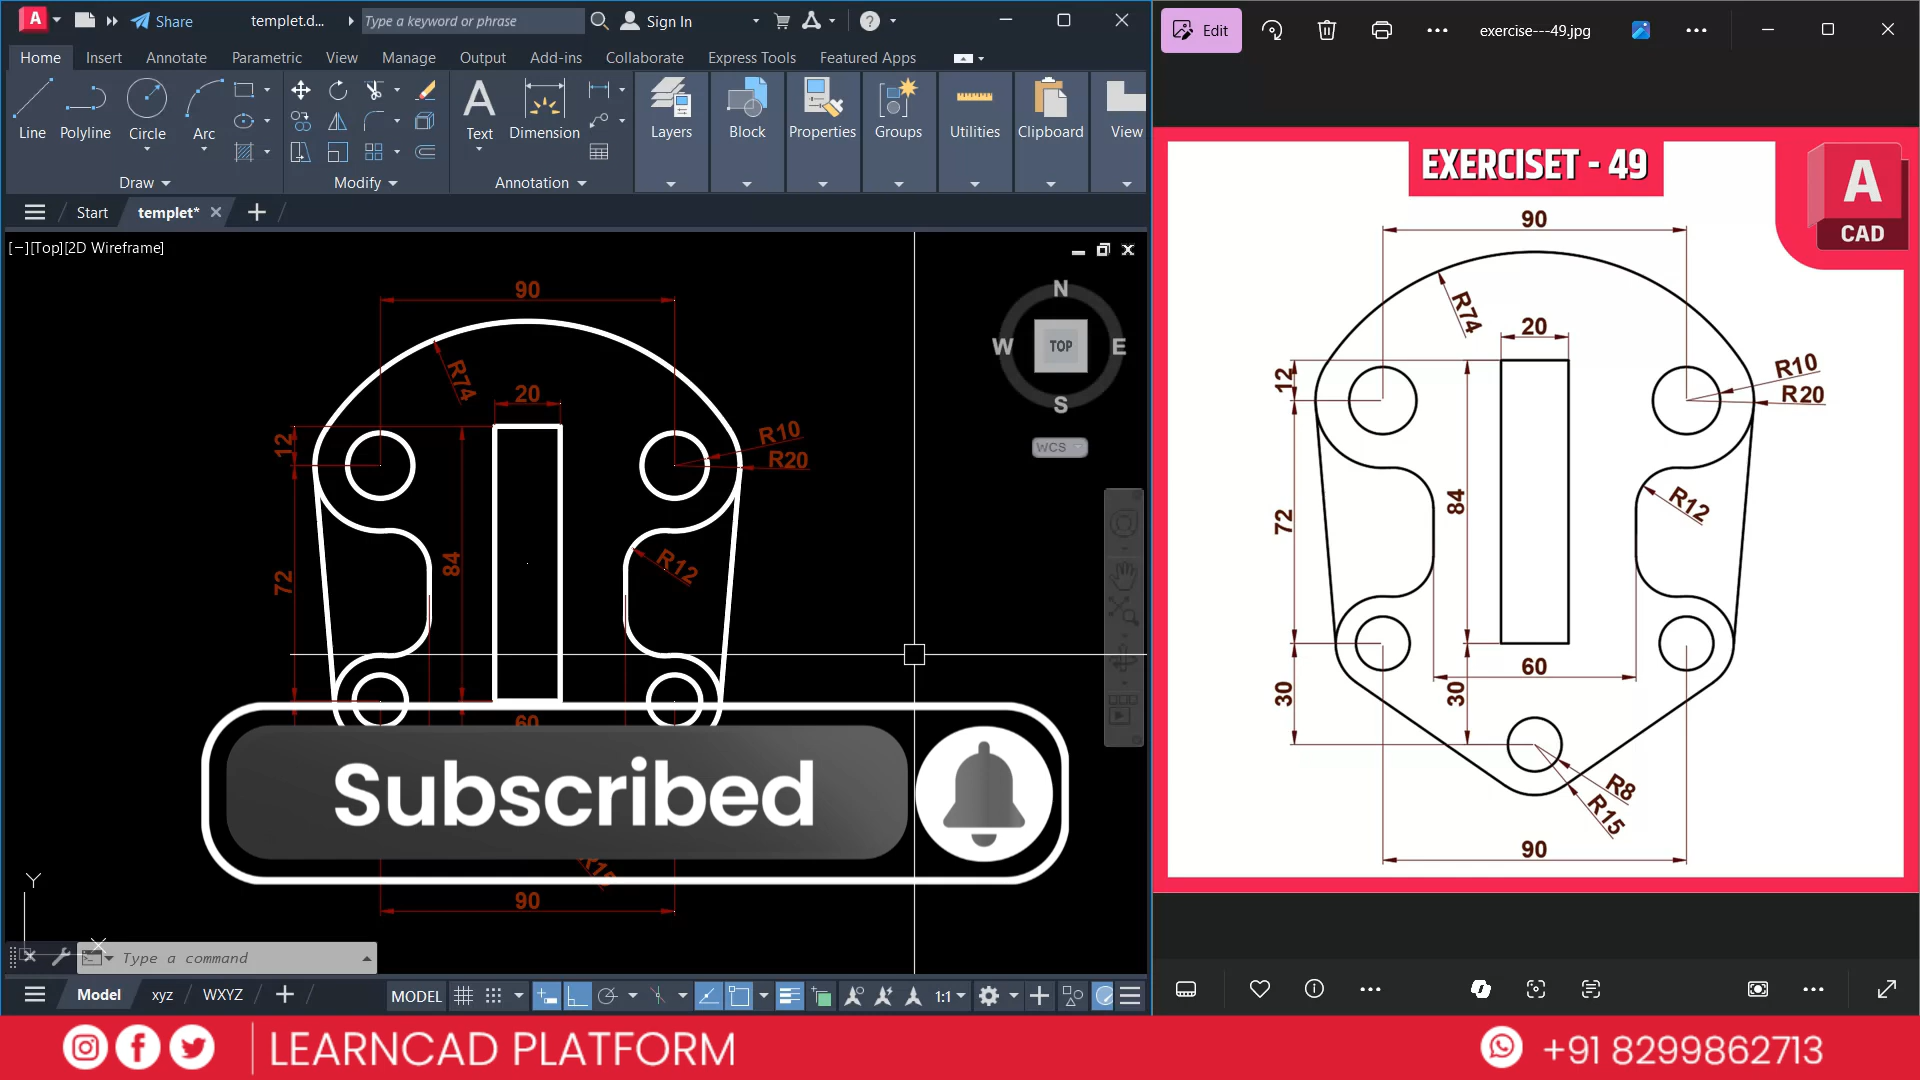 A
Share
templet.d...
Type a keyword or phrase
Sign In
Home
Insert
Annotate
Parametric
View
Manage
Output
Add-ins
Collaborate
Express Tools
Featured Apps
Line
Polyline
Circle
Arc
Text
Dimension
Layers
Block
Properties
Groups
Utilities
Clipboard
View
Draw
Modify
Annotation
Start
templet*
[−][Top][2D Wireframe]
90
R74
20
12
R10
R20
84
72
R12
60
R15
90
N
W
TOP
E
S
WCS
Subscribed
Y
X
Type a command
Model
xyz
WXYZ
MODEL
1:1
Edit
exercise---49.jpg
EXERCISET - 49
A
CAD
90
R74
20
12
R10
R20
84
72
R12
60
30
30
R8
R15
90
LEARNCAD PLATFORM
+91 8299862713